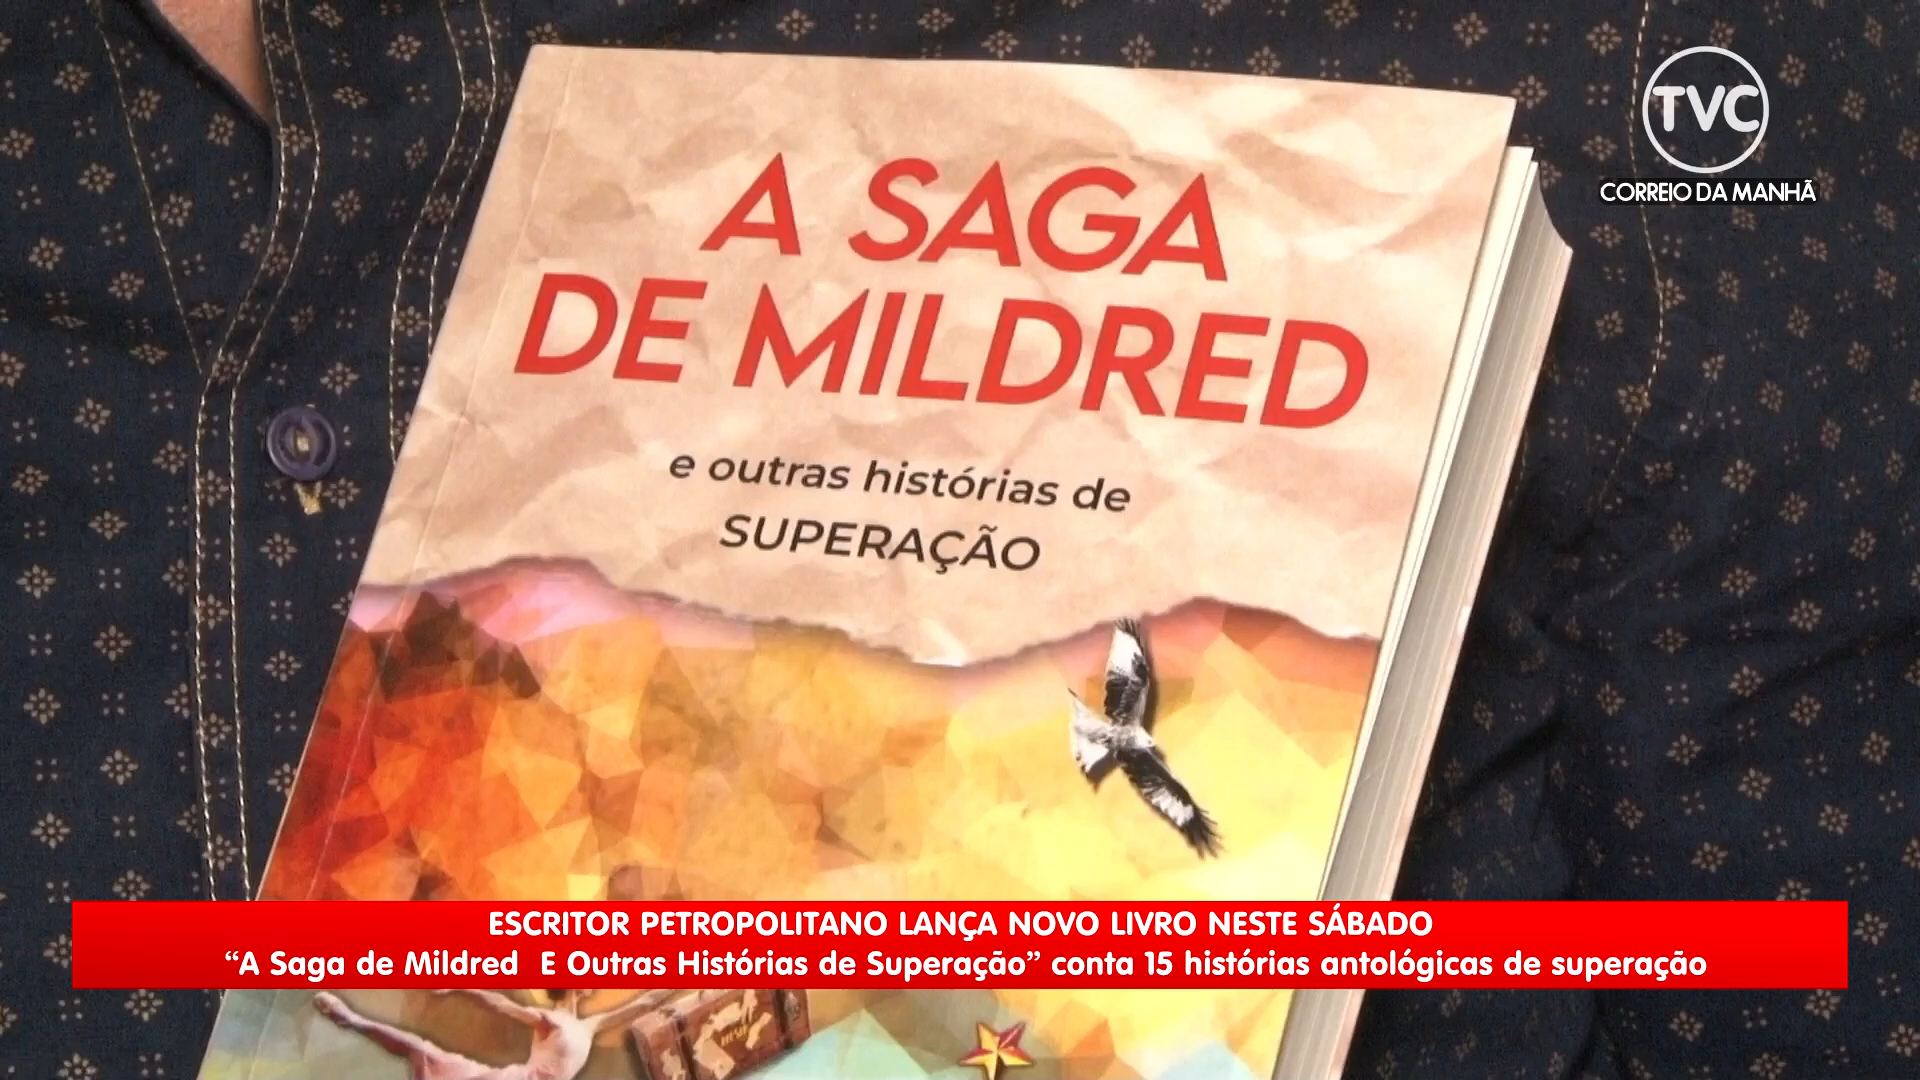 TVC
CORREIO DA MANHÃ
A SAGA
DE MILDRED
e outras histórias de
SUPERAÇÃO
ESCRITOR PETROPOLITANO LANÇA NOVO LIVRO NESTE SÁBADO
“A Saga de Mildred E Outras Histórias de Superação” conta 15 histórias antológicas de superação